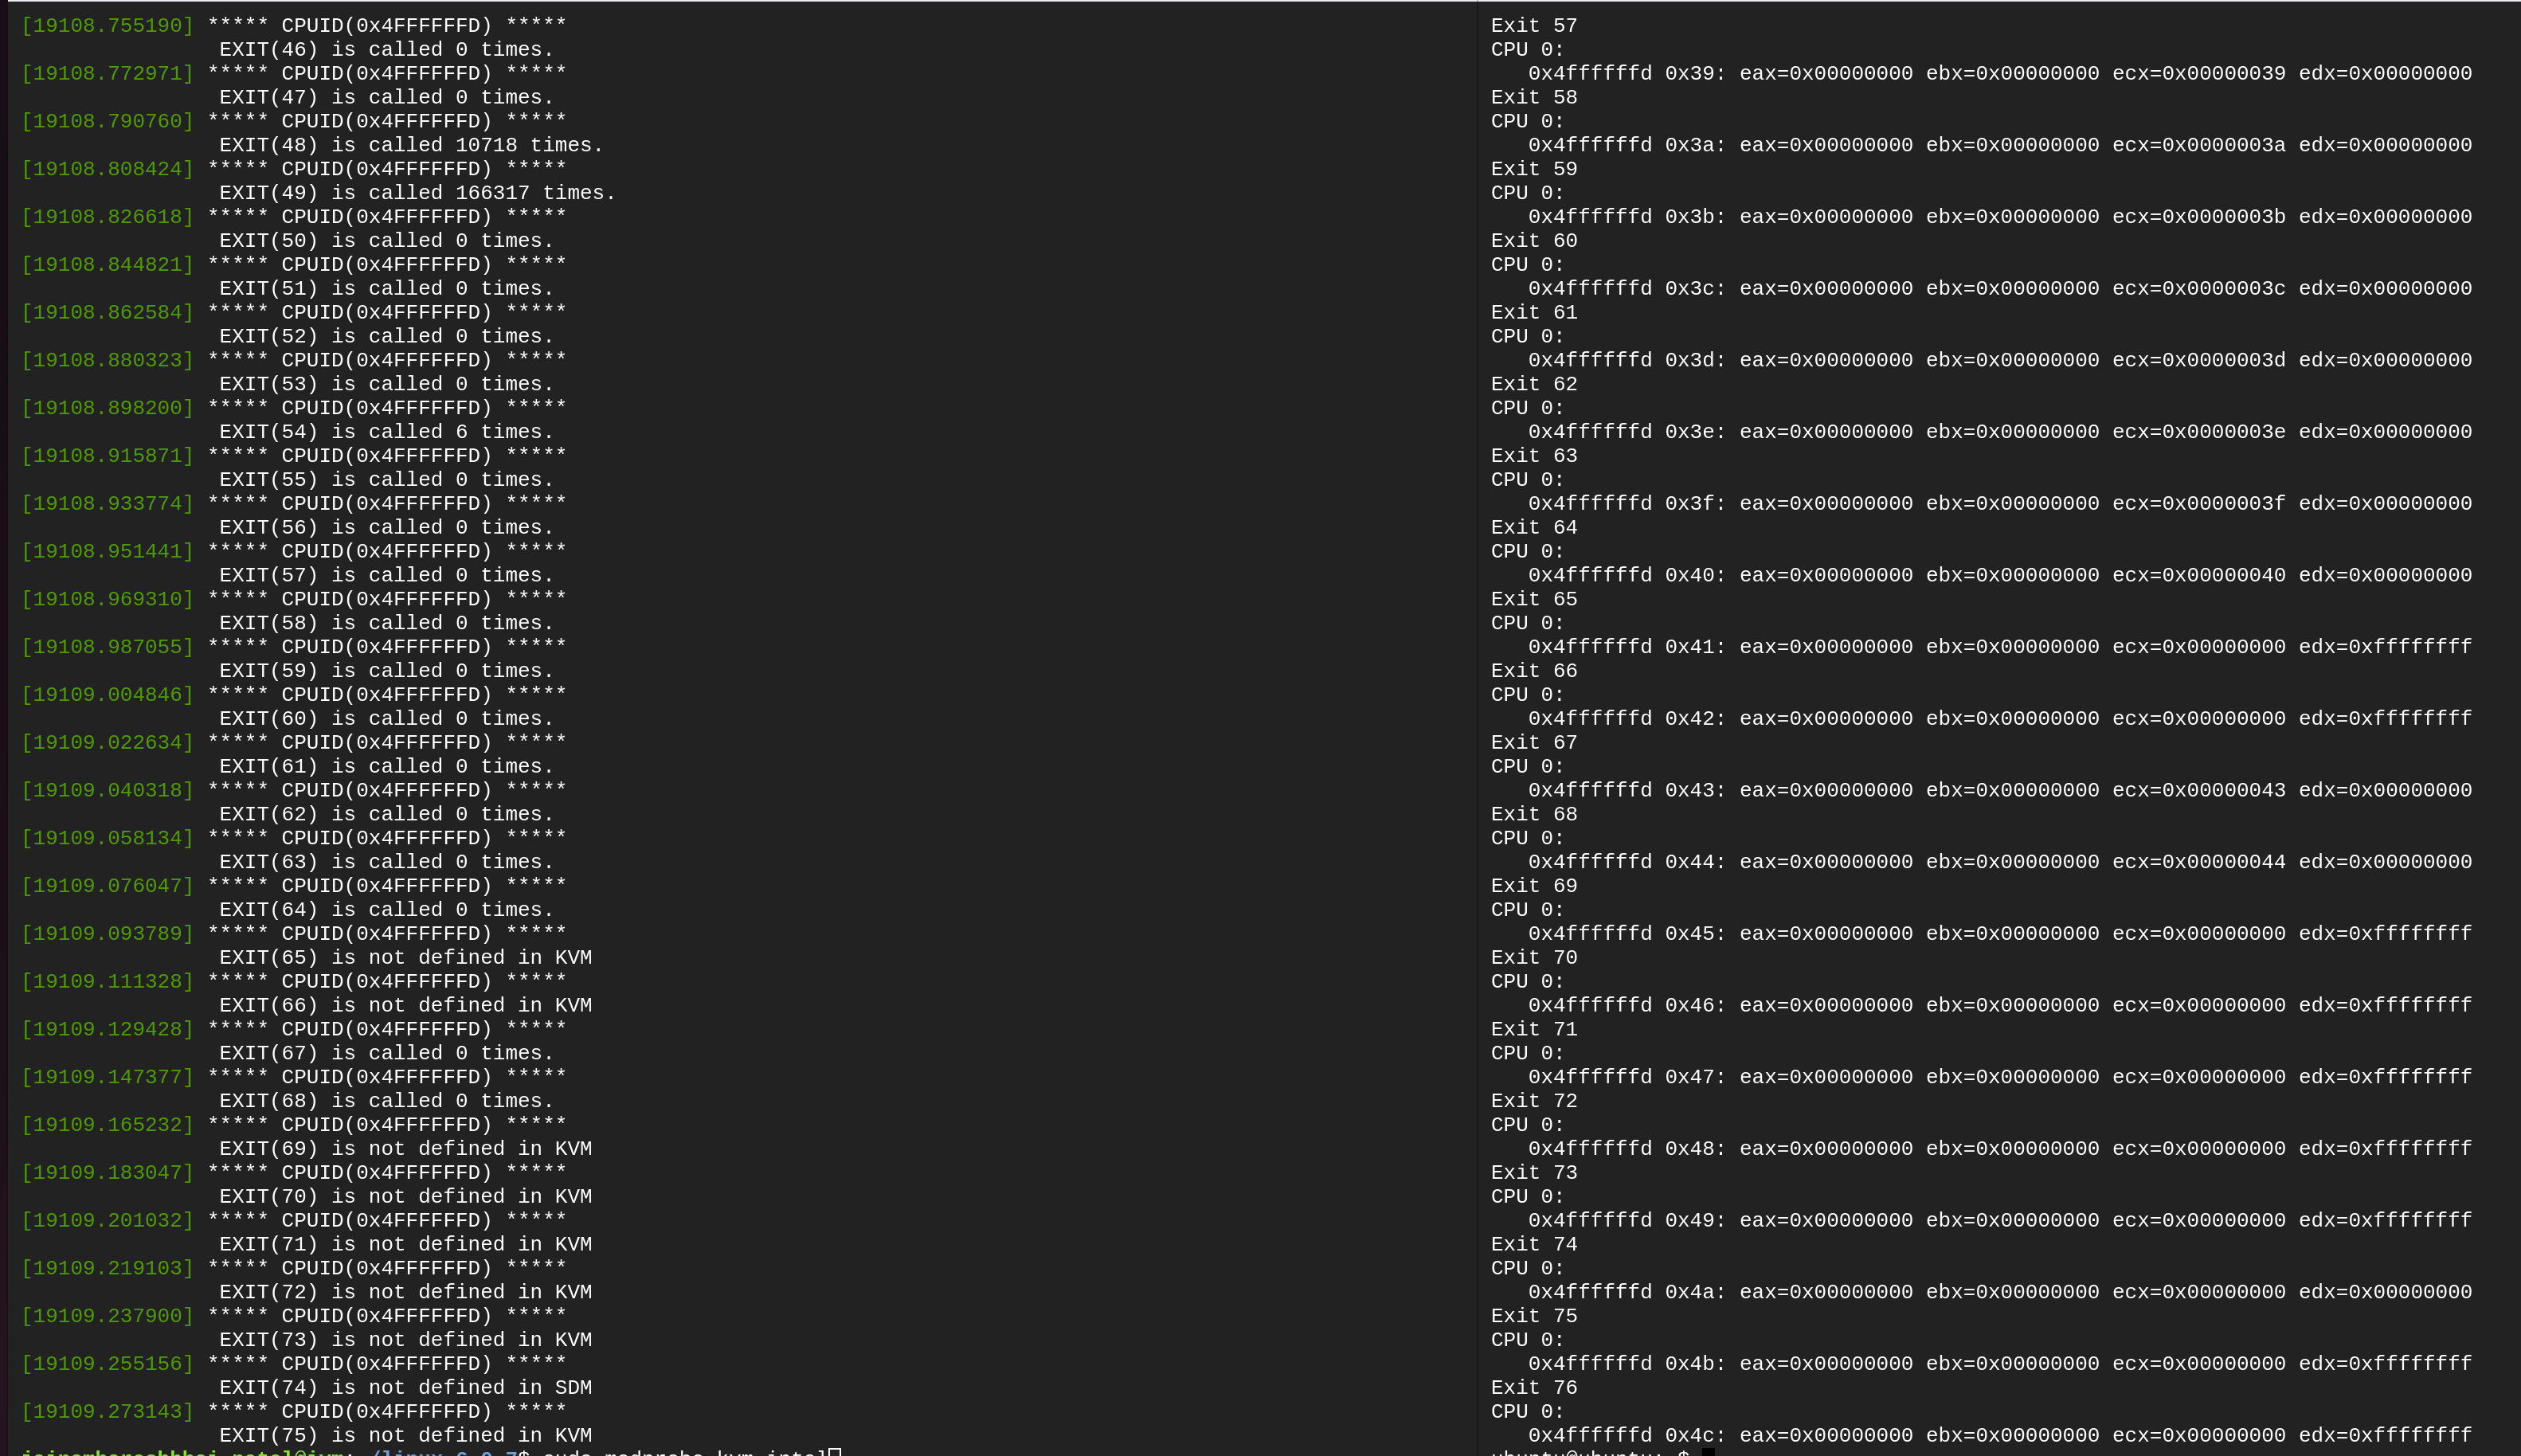 [19108.755190] ***** CPUID(0x4FFFFFFD) *****
EXIT(46) is called 0 times.
[19108.772971] ***** CPUID(0x4FFFFFFD) *****
EXIT(47) is called 0 times.
[19108.790760] ***** CPUID(0x4FFFFFFD) *****
EXIT(48) is called 10718 times.
[19108.808424] ***** CPUID(0x4FFFFFFD) *****
EXIT(49) is called 166317 times.
[19108.826618] ***** CPUID(0x4FFFFFFD) *****
EXIT(50) is called 0 times.
[19108.844821] ***** CPUID(0x4FFFFFFD) *****
EXIT(51) is called 0 times.
[19108.862584] ***** CPUID(0x4FFFFFFD) *****
EXIT(52) is called 0 times.
[19108.880323] ***** CPUID(0x4FFFFFFD) *****
EXIT(53) is called 0 times.
[19108.898200] ***** CPUID(0x4FFFFFFD) *****
EXIT(54) is called 6 times.
[19108.915871] ***** CPUID(0x4FFFFFFD) *****
EXIT(55) is called 0 times.
[19108.933774] ***** CPUID(0x4FFFFFFD) *****
EXIT(56) is called 0 times.
[19108.951441] ***** CPUID(0x4FFFFFFD) *****
EXIT(57) is called 0 times.
[19108.969310] ***** CPUID(0x4FFFFFFD) *****
EXIT(58) is called 0 times.
[19108.987055] ***** CPUID(0x4FFFFFFD) *****
EXIT(59) is called 0 times.
[19109.004846] ***** CPUID(0x4FFFFFFD) *****
EXIT(60) is called 0 times.
[19109.022634] ***** CPUID(0x4FFFFFFD) *****
EXIT(61) is called 0 times.
[19109.040318] ***** CPUID(0x4FFFFFFD) *****
EXIT(62) is called 0 times.
[19109.058134] ***** CPUID(0x4FFFFFFD) *****
EXIT(63) is called 0 times.
[19109.076047] ***** CPUID(0x4FFFFFFD) *****
EXIT(64) is called 0 times.
[19109.093789] ***** CPUID(0x4FFFFFFD) *****
EXIT(65) is not defined in KVM
[19109.111328] ***** CPUID(0x4FFFFFFD) *****
EXIT(66) is not defined in KVM
[19109.129428] ***** CPUID(0x4FFFFFFD) *****
EXIT(67) is called 0 times.
[19109.147377] ***** CPUID(0x4FFFFFFD) *****
EXIT(68) is called 0 times.
[19109.165232] ***** CPUID(0x4FFFFFFD) *****
EXIT(69) is not defined in KVM
[19109.183047] ***** CPUID(0x4FFFFFFD) *****
EXIT(70) is not defined in KVM
[19109.201032] ***** CPUID(0x4FFFFFFD) *****
EXIT(71) is not defined in KVM
[19109.219103] ***** CPUID(0x4FFFFFFD) *****
EXIT(72) is not defined in KVM
[19109.237900] ***** CPUID(0x4FFFFFFD) *****
EXIT(73) is not defined in KVM
[19109.255156] ***** CPUID(0x4FFFFFFD) *****
EXIT(74) is not defined in SDM
[19109.273143] ***** CPUID(0x4FFFFFFD) *****
EXIT(75) is not defined in KVM
Exit 57
CPU 0:
0x4ffffffd 0x39: eax=0x00000000 ebx=0x00000000 ecx=0x00000039 edx=0x00000000
Exit 58
CPU 0:
0x4ffffffd 0x3a: eax=0x00000000 ebx=0x00000000 ecx=0x0000003a edx=0x00000000
Exit 59
CPU 0:
0x4ffffffd 0x3b: eax=0x00000000 ebx=0x00000000 ecx=0x0000003b edx=0x00000000
Exit 60
CPU 0:
0x4ffffffd 0x3c: eax=0x00000000 ebx=0x00000000 ecx=0x0000003c edx=0x00000000
Exit 61
CPU 0:
0x4ffffffd 0x3d: eax=0x00000000 ebx=0x00000000 ecx=0x0000003d edx=0x00000000
Exit 62
CPU 0:
0x4ffffffd 0x3e: eax=0x00000000 ebx=0x00000000 ecx=0x0000003e edx=0x00000000
Exit 63
CPU 0:
0x4ffffffd 0x3f: eax=0x00000000 ebx=0x00000000 ecx=0x0000003f edx=0x00000000
Exit 64
CPU 0:
0x4ffffffd 0x40: eax=0x00000000 ebx=0x00000000 ecx=0x00000040 edx=0x00000000
Exit 65
CPU 0:
0x4ffffffd 0x41: eax=0x00000000 ebx=0x00000000 ecx=0x00000000 edx=0xffffffff
Exit 66
CPU 0:
0x4ffffffd 0x42: eax=0x00000000 ebx=0x00000000 ecx=0x00000000 edx=0xffffffff
Exit 67
CPU 0:
0x4ffffffd 0x43: eax=0x00000000 ebx=0x00000000 ecx=0x00000043 edx=0x00000000
Exit 68
CPU 0:
0x4ffffffd 0x44: eax=0x00000000 ebx=0x00000000 ecx=0x00000044 edx=0x00000000
Exit 69
CPU 0:
0x4ffffffd 0x45: eax=0x00000000 ebx=0x00000000 ecx=0x00000000 edx=0xffffffff
Exit 70
CPU 0:
0x4ffffffd 0x46: eax=0x00000000 ebx=0x00000000 ecx=0x00000000 edx=0xffffffff
Exit 71
CPU 0:
0x4ffffffd 0x47: eax=0x00000000 ebx=0x00000000 ecx=0x00000000 edx=0xffffffff
Exit 72
CPU 0:
0x4ffffffd 0x48: eax=0x00000000 ebx=0x00000000 ecx=0x00000000 edx=0xffffffff
Exit 73
CPU 0:
0x4ffffffd 0x49: eax=0x00000000 ebx=0x00000000 ecx=0x00000000 edx=0xffffffff
Exit 74
CPU 0:
0x4ffffffd 0x4a: eax=0x00000000 ebx=0x00000000 ecx=0x00000000 edx=0x00000000
Exit 75
CPU 0:
0x4ffffffd 0x4b: eax=0x00000000 ebx=0x00000000 ecx=0x00000000 edx=0xffffffff
Exit 76
CPU 0:
0x4ffffffd 0x4c: eax=0x00000000 ebx=0x00000000 ecx=0x00000000 edx=0xffffffff